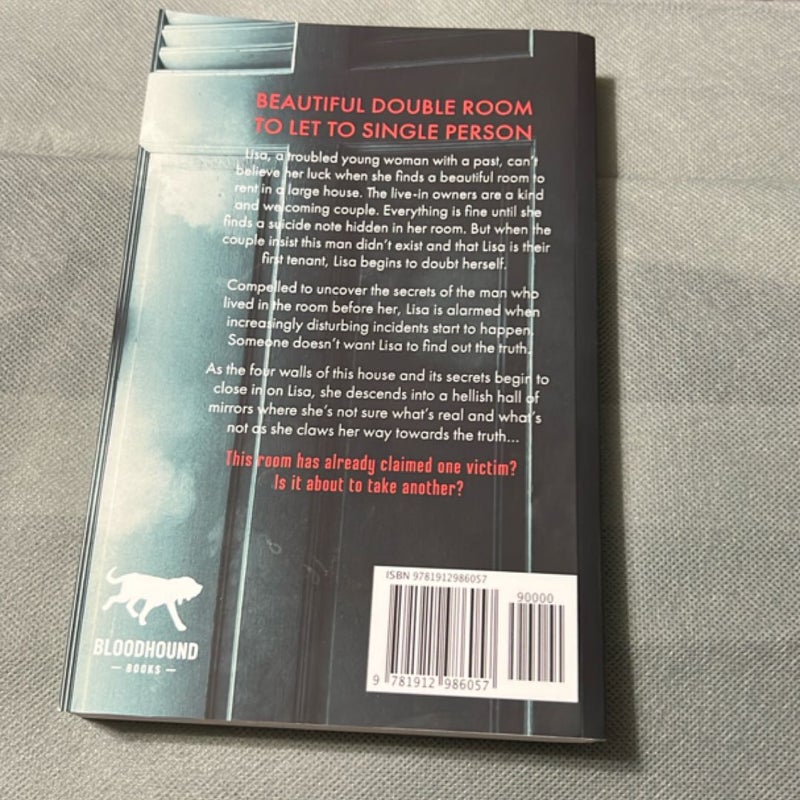 BEAUTIFUL DOUBLE ROOM
TO LET TO SINGLE PERSON
Lisa, a troubled young woman with a past, can't
believe her luck when she finds a beautiful room to
rent in a large house. The live-in owners are a kind
and welcoming couple. Everything is fine until she
finds a suicide note hidden in her room. But when the
couple insist this man didn't exist and that Lisa is their
first tenant, Lisa begins to doubt herself.
Compelled to uncover the secrets of the man who
lived in the room before her, Lisa is alarmed when
increasingly disturbing incidents start to happen.
Someone doesn't want Lisa to find out the truth.
As the four walls of this house and its secrets begin to
close in on Lisa, she descends into a hellish hall of
mirrors where she's not sure what's real and what's
not as she claws her way towards the truth...
This room has already claimed one victim?
Is it about to take another?
BLOODHOUND
— BOOKS —
ISBN 9781912986057
90000
9 781912 986057